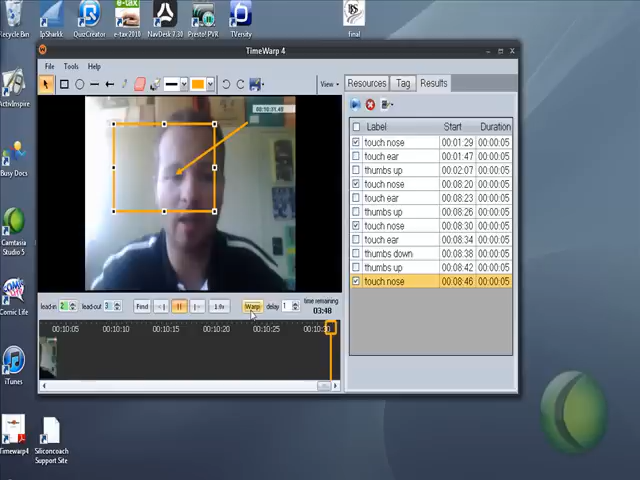 Recycle Bin
IpSharkk
QuizCreator
e-tax 2010
NavDesk 7.30
Presto! PVR
TVersity
final
TimeWarp 4
File Tools Help
View
Resources Tag Results
Label Start Duration
touch nose 00:01:29 00:00:05
touch ear 00:01:47 00:00:05
thumbs up 00:02:07 00:00:05
touch nose 00:08:20 00:00:05
touch ear 00:08:23 00:00:05
thumbs up 00:08:26 00:00:05
touch nose 00:08:30 00:00:05
touch ear 00:08:34 00:00:05
thumbs down 00:08:38 00:00:05
thumbs up 00:08:42 00:00:05
touch nose 00:08:46 00:00:05
lead-in 2 lead-out 3 Find Warp delay 1 time remaining
03:48
00:10:05 00:10:10 00:10:15 00:10:20 00:10:25 00:10:30
ActivInspire
Busy Docs
Camtasia
Studio 5
Comic Life
iTunes
Timewarp4
Siliconcoach
Support Site